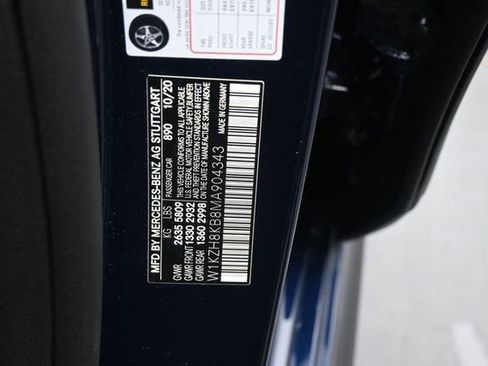 MFD BY MERCEDES-BENZ AG STUTTGART
PASSENGER CAR 890 10/20
KG LBS
GVWR 2635 5809
GAWR FRONT 1330 2932
GAWR REAR 1360 2998
THIS VEHICLE CONFORMS TO ALL APPLICABLE
U.S. FEDERAL MOTOR VEHICLE SAFETY, BUMPER
AND THEFT PREVENTION STANDARDS IN EFFECT
ON THE DATE OF MANUFACTURE SHOWN ABOVE
MADE IN GERMANY
W1KZH8KB8MA904343